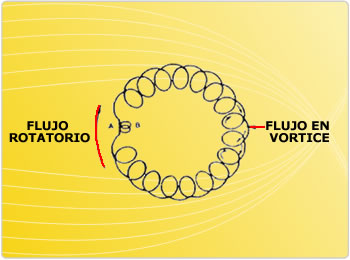 FLUJO
ROTATORIO
A B
FLUJO EN
VORTICE